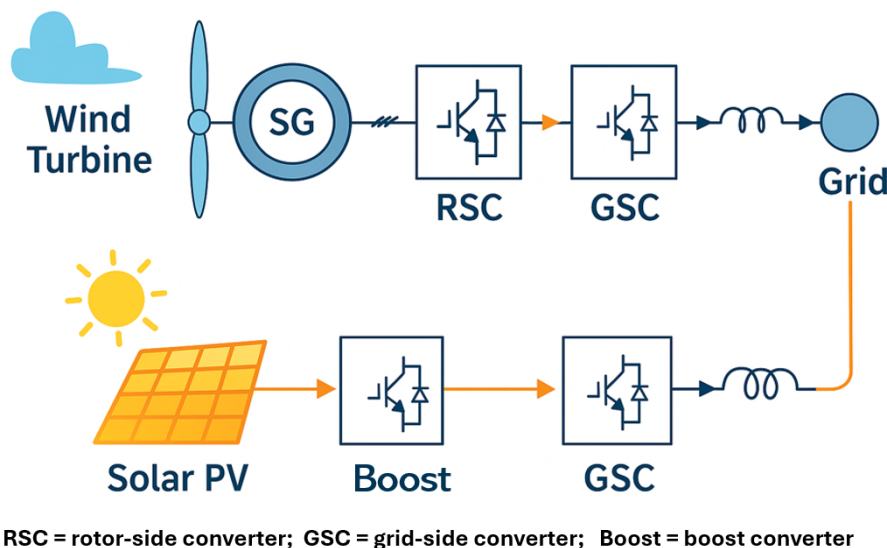 Wind
Turbine
SG
RSC
GSC
Grid
Solar PV
Boost
GSC
RSC = rotor-side converter; GSC = grid-side converter; Boost = boost converter